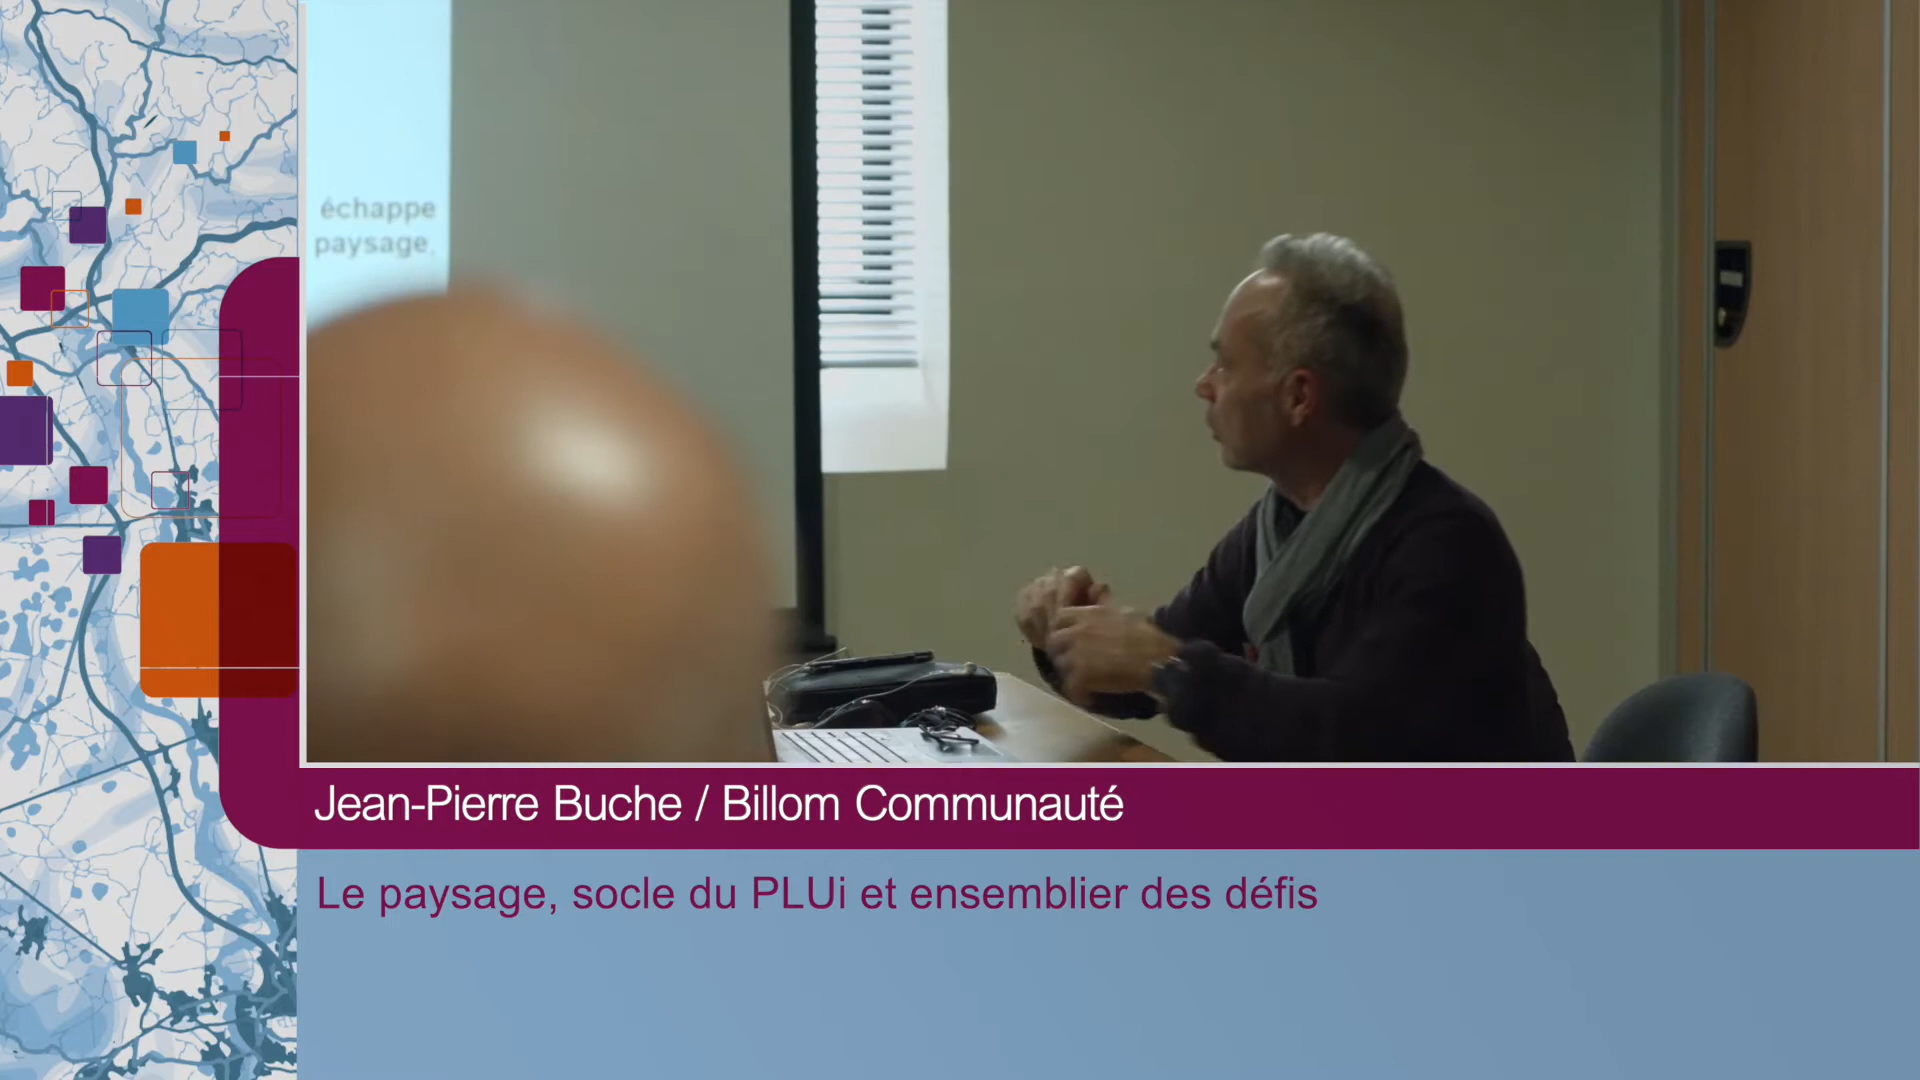 échappe
paysage.
Jean-Pierre Buche / Billom Communauté
Le paysage, socle du PLUi et ensemblier des défis